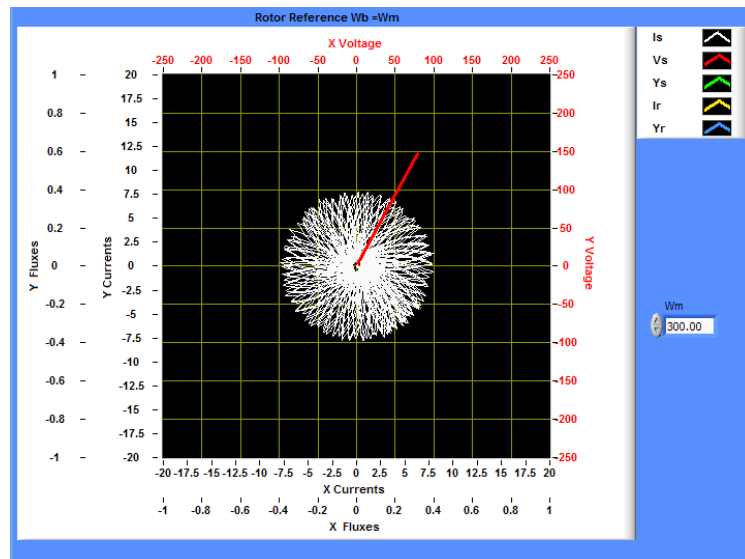 Rotor Reference Wb =Wm
X Voltage
-250 -200 -150 -100 -50 0 50 100 150 200 250
1
0.8
0.6
0.4
0.2
0
-0.2
-0.4
-0.6
-0.8
-1
Y Fluxes
20
17.5
15
12.5
10
7.5
5
2.5
0
-2.5
-5
-7.5
-10
-12.5
-15
-17.5
-20
Y Currents
250
200
150
100
50
0
-50
-100
-150
-200
-250
Y Voltage
-20 -17.5 -15 -12.5 -10 -7.5 -5 -2.5 0 2.5 5 7.5 10 12.5 15 17.5 20
X Currents
-1 -0.8 -0.6 -0.4 -0.2 0 0.2 0.4 0.6 0.8 1
X Fluxes
Is
Vs
Ys
Ir
Yr
Wm
300.00